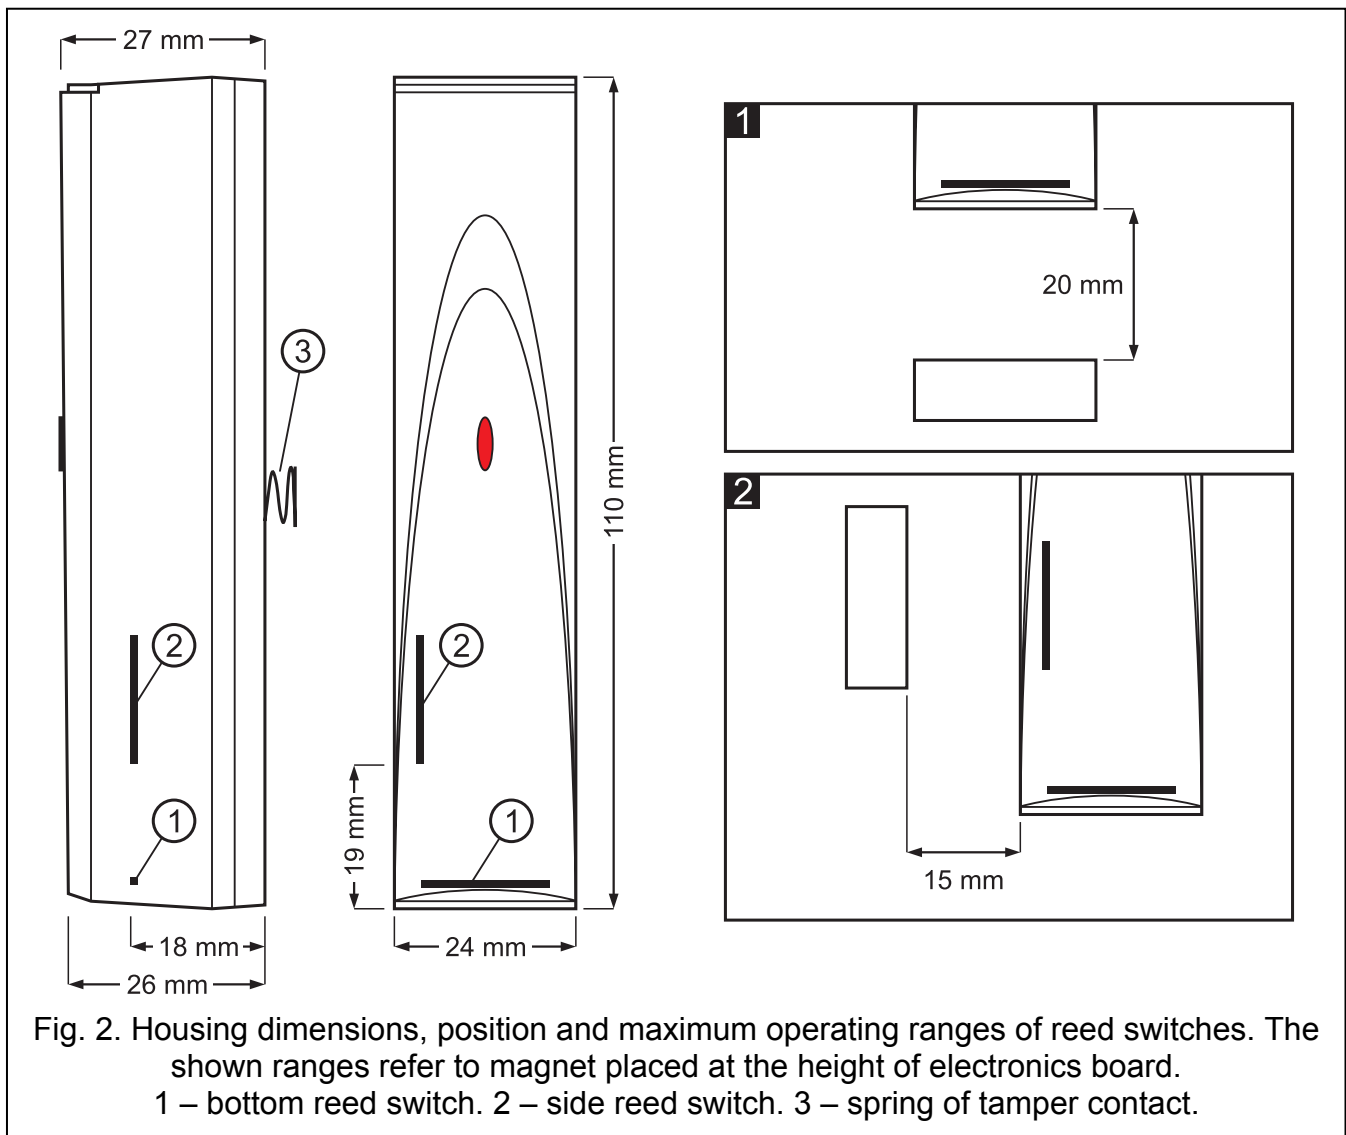 27 mm
3
2
1
18 mm
26 mm
110 mm
2
19 mm
1
24 mm
1
20 mm
2
15 mm
Fig. 2. Housing dimensions, position and maximum operating ranges of reed switches. The
shown ranges refer to magnet placed at the height of electronics board.
1 – bottom reed switch. 2 – side reed switch. 3 – spring of tamper contact.